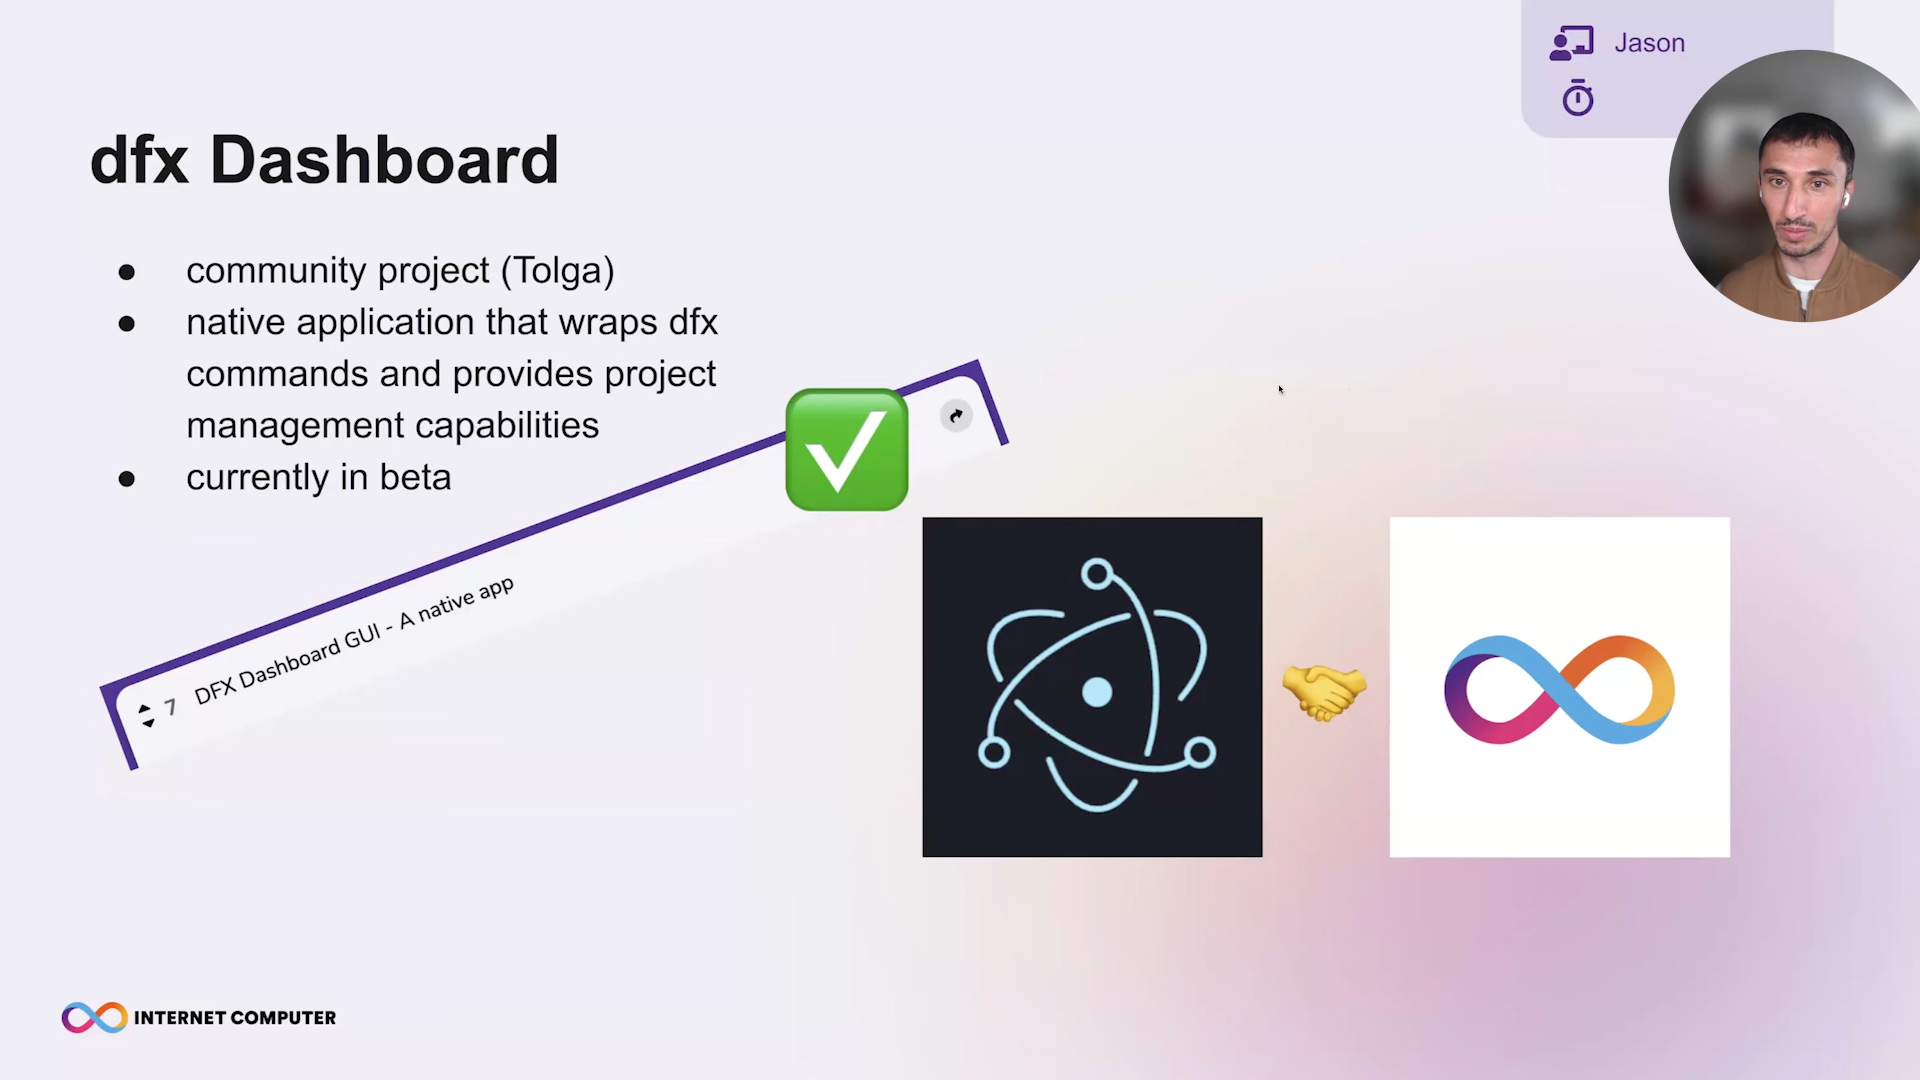 Jason
dfx Dashboard
● community project (Tolga)
● native application that wraps dfx
commands and provides project
management capabilities
● currently in beta
7 DFX Dashboard GUI - A native app
INTERNET COMPUTER